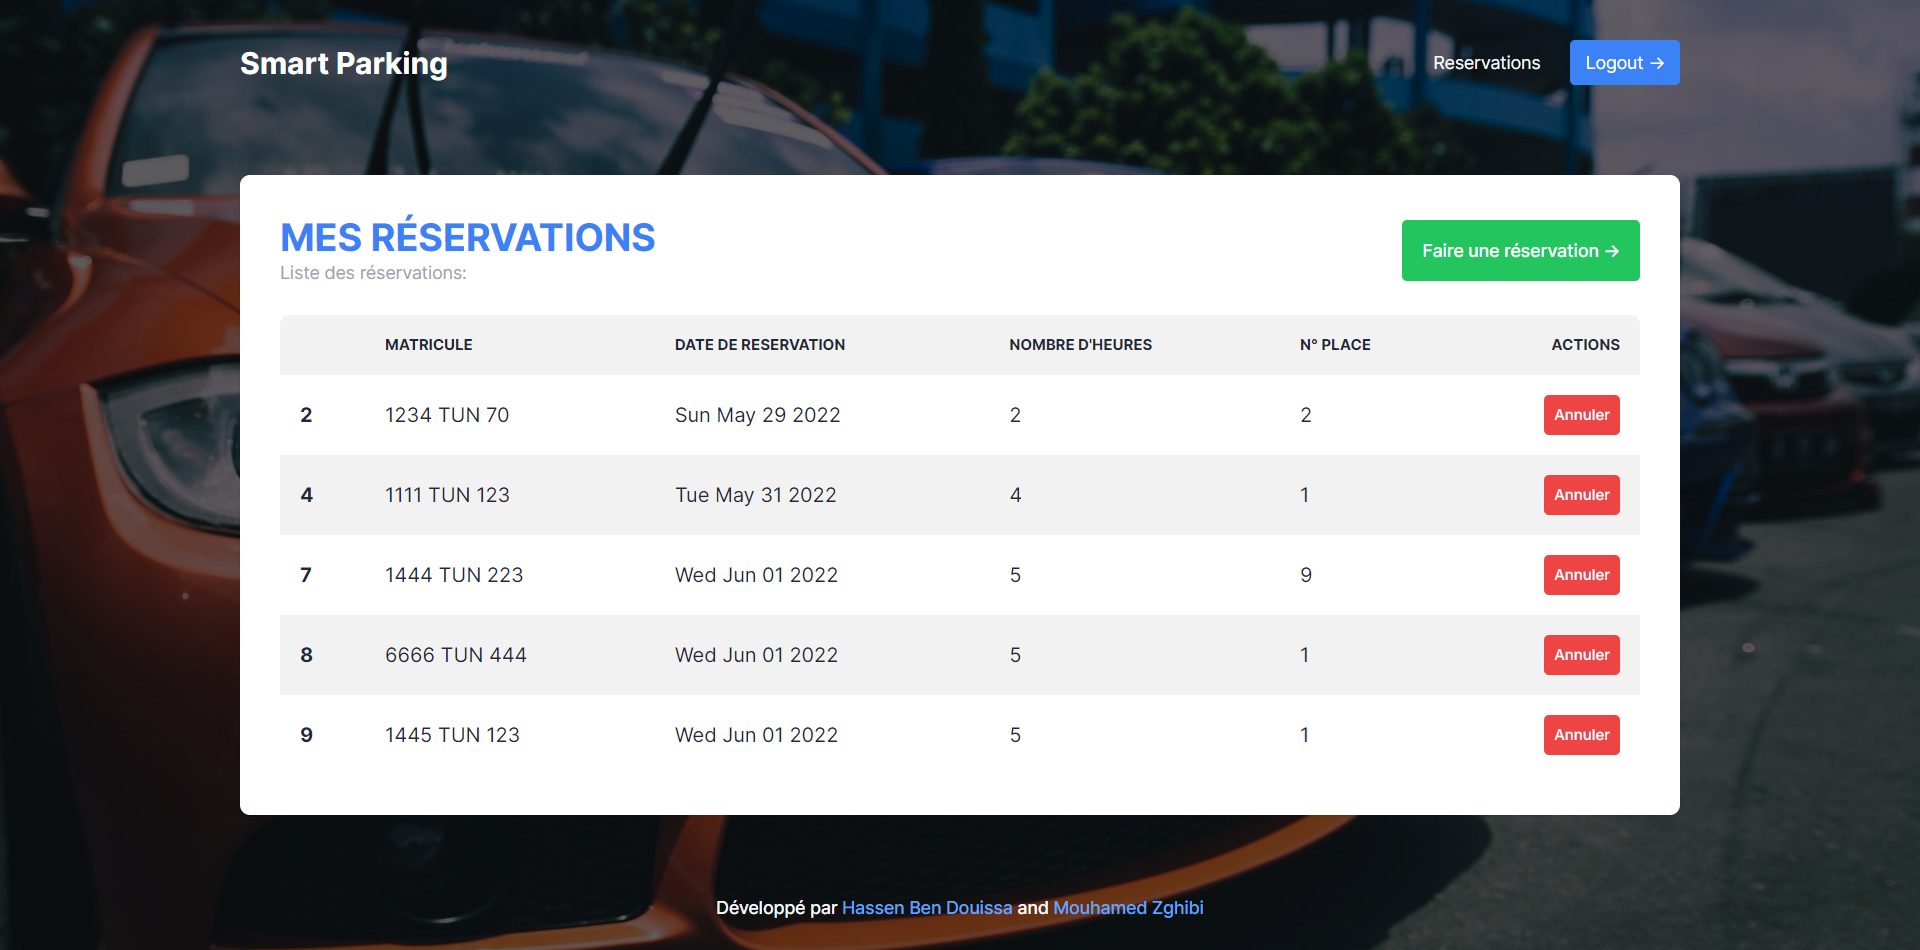 Smart Parking
Reservations
Logout →
MES RÉSERVATIONS
Liste des réservations:
Faire une réservation →
MATRICULE DATE DE RESERVATION NOMBRE D'HEURES N° PLACE ACTIONS
2 1234 TUN 70 Sun May 29 2022 2 2 Annuler
4 1111 TUN 123 Tue May 31 2022 4 1 Annuler
7 1444 TUN 223 Wed Jun 01 2022 5 9 Annuler
8 6666 TUN 444 Wed Jun 01 2022 5 1 Annuler
9 1445 TUN 123 Wed Jun 01 2022 5 1 Annuler
Développé par Hassen Ben Douissa and Mouhamed Zghibi